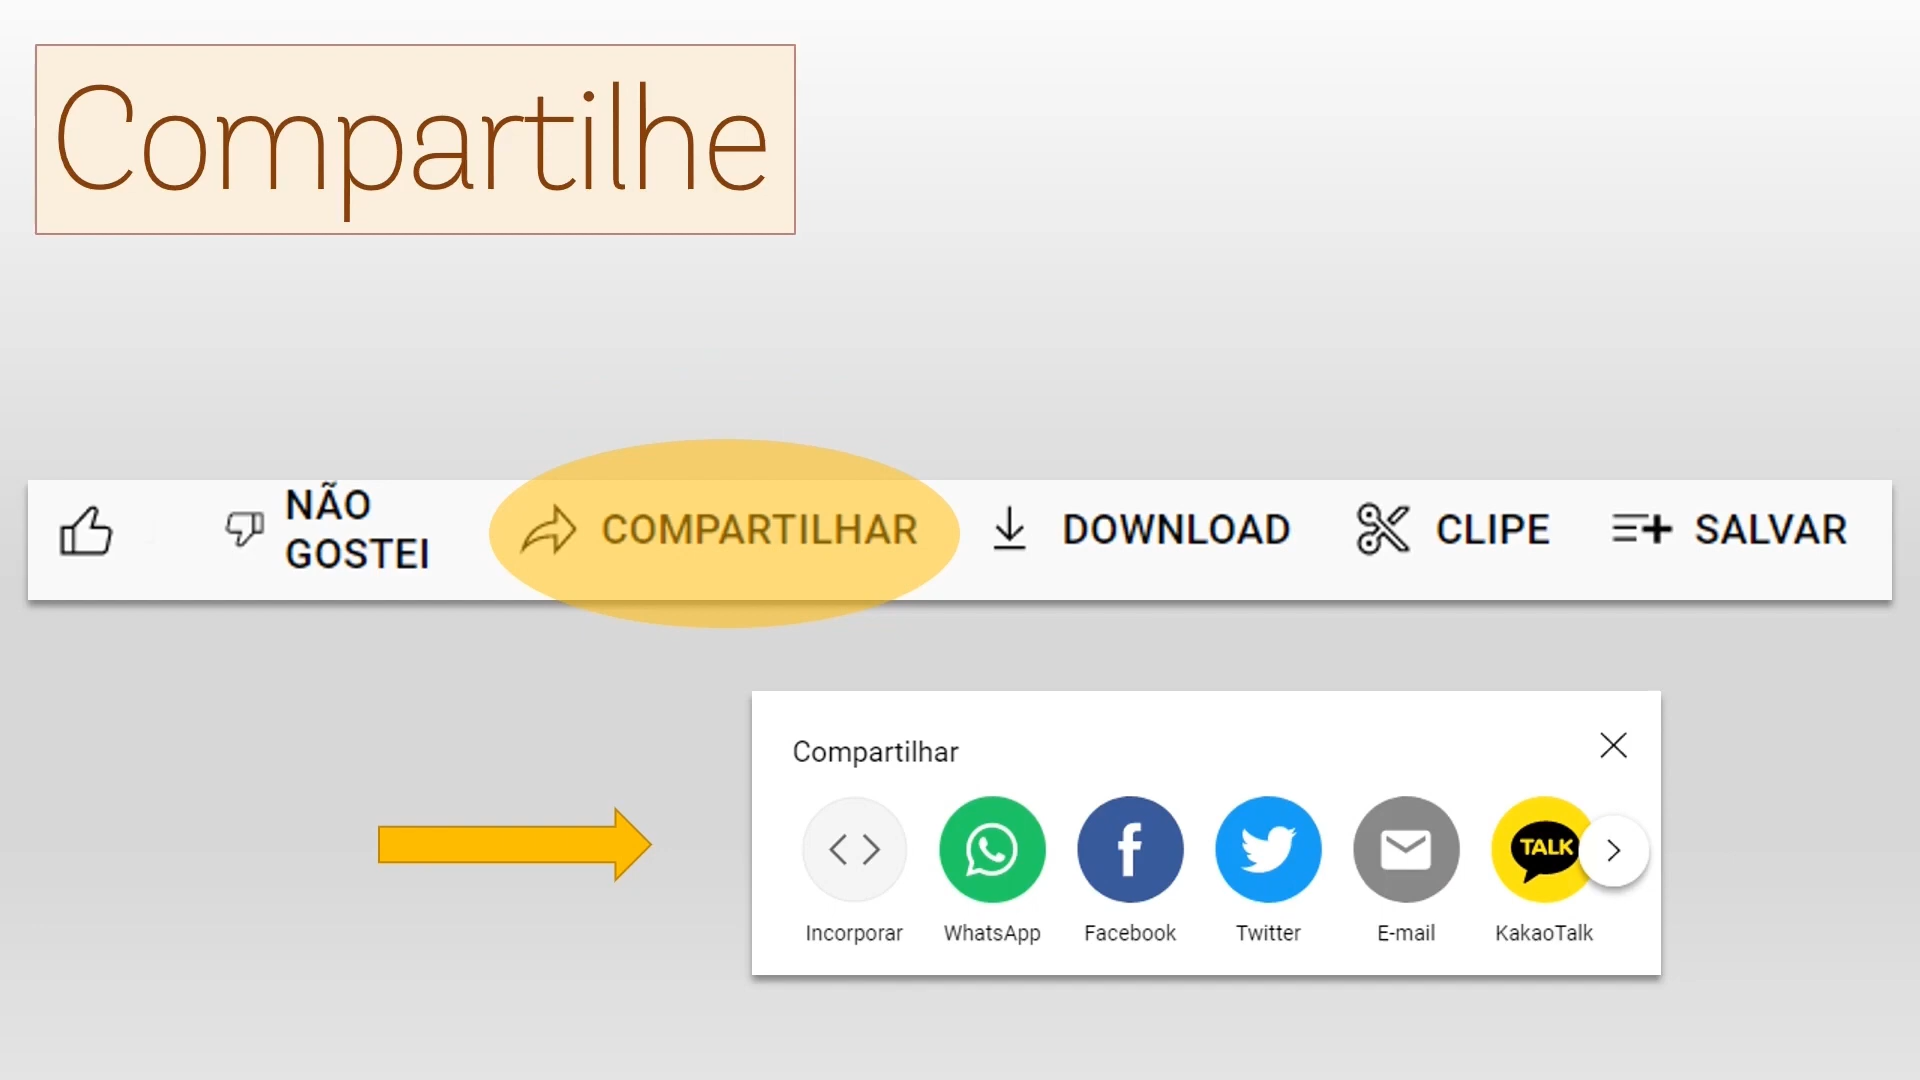 Compartilhe
NÃO
GOSTEI
COMPARTILHAR
DOWNLOAD
CLIPE
SALVAR
Compartilhar
TALK
Incorporar
WhatsApp
Facebook
Twitter
E-mail
KakaoTalk